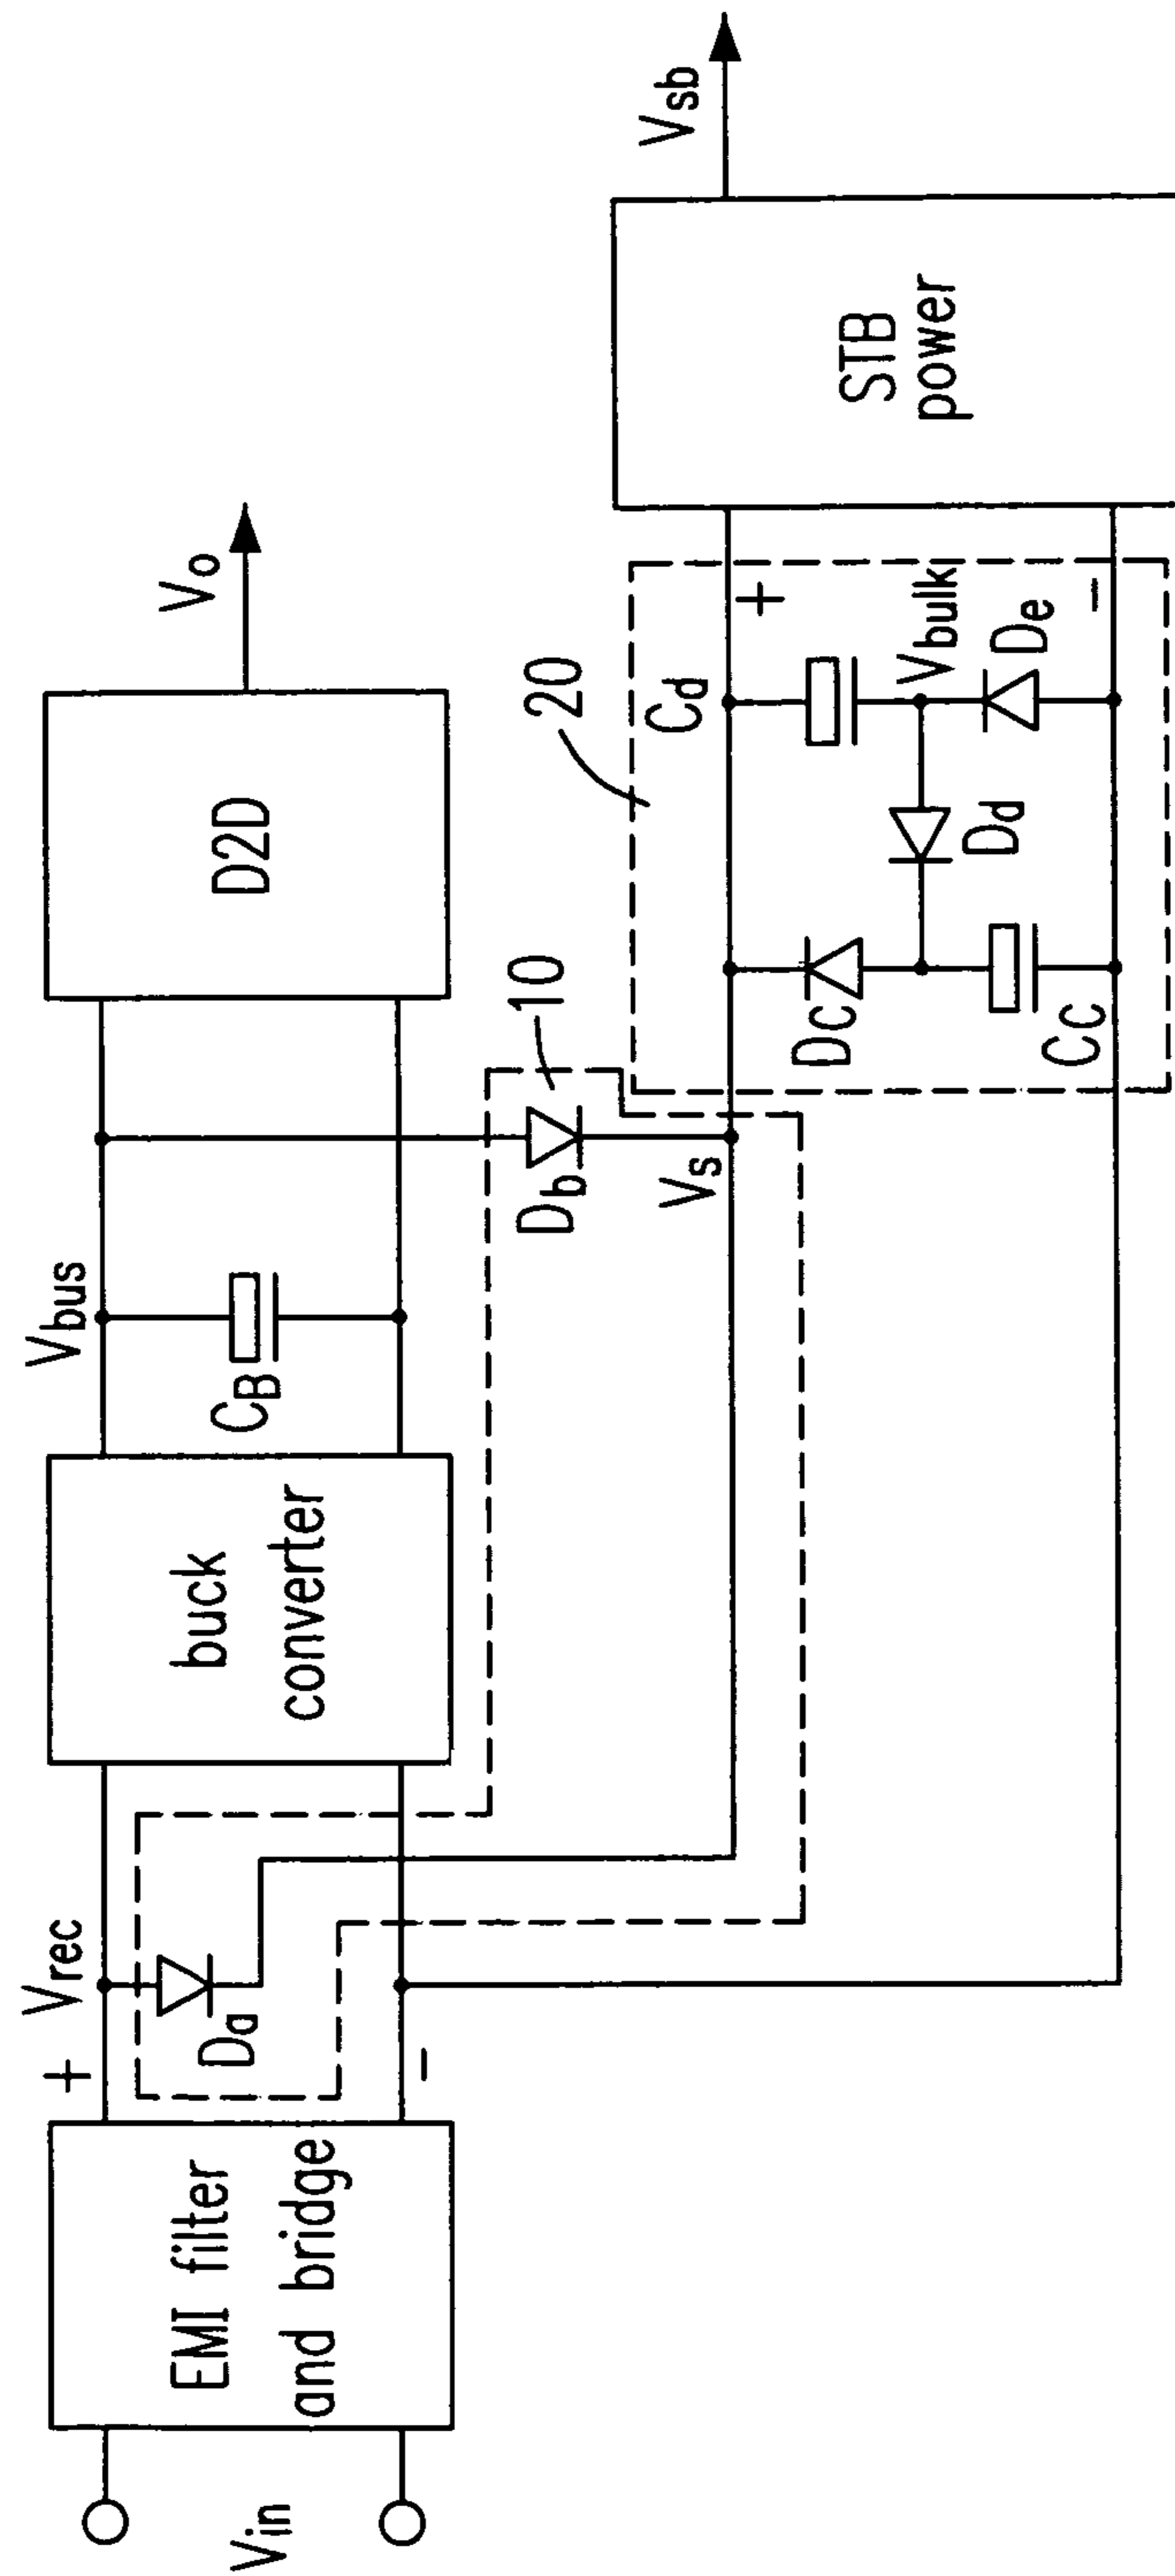 Vin
EMI filter
and bridge
+
-
Vrec
Da
buck
converter
Vbus
CB
D2D
Vo
Db
10
Vs
20
DC
CC
Dd
Cd
Vbulk
De
+
-
STB
power
Vsb